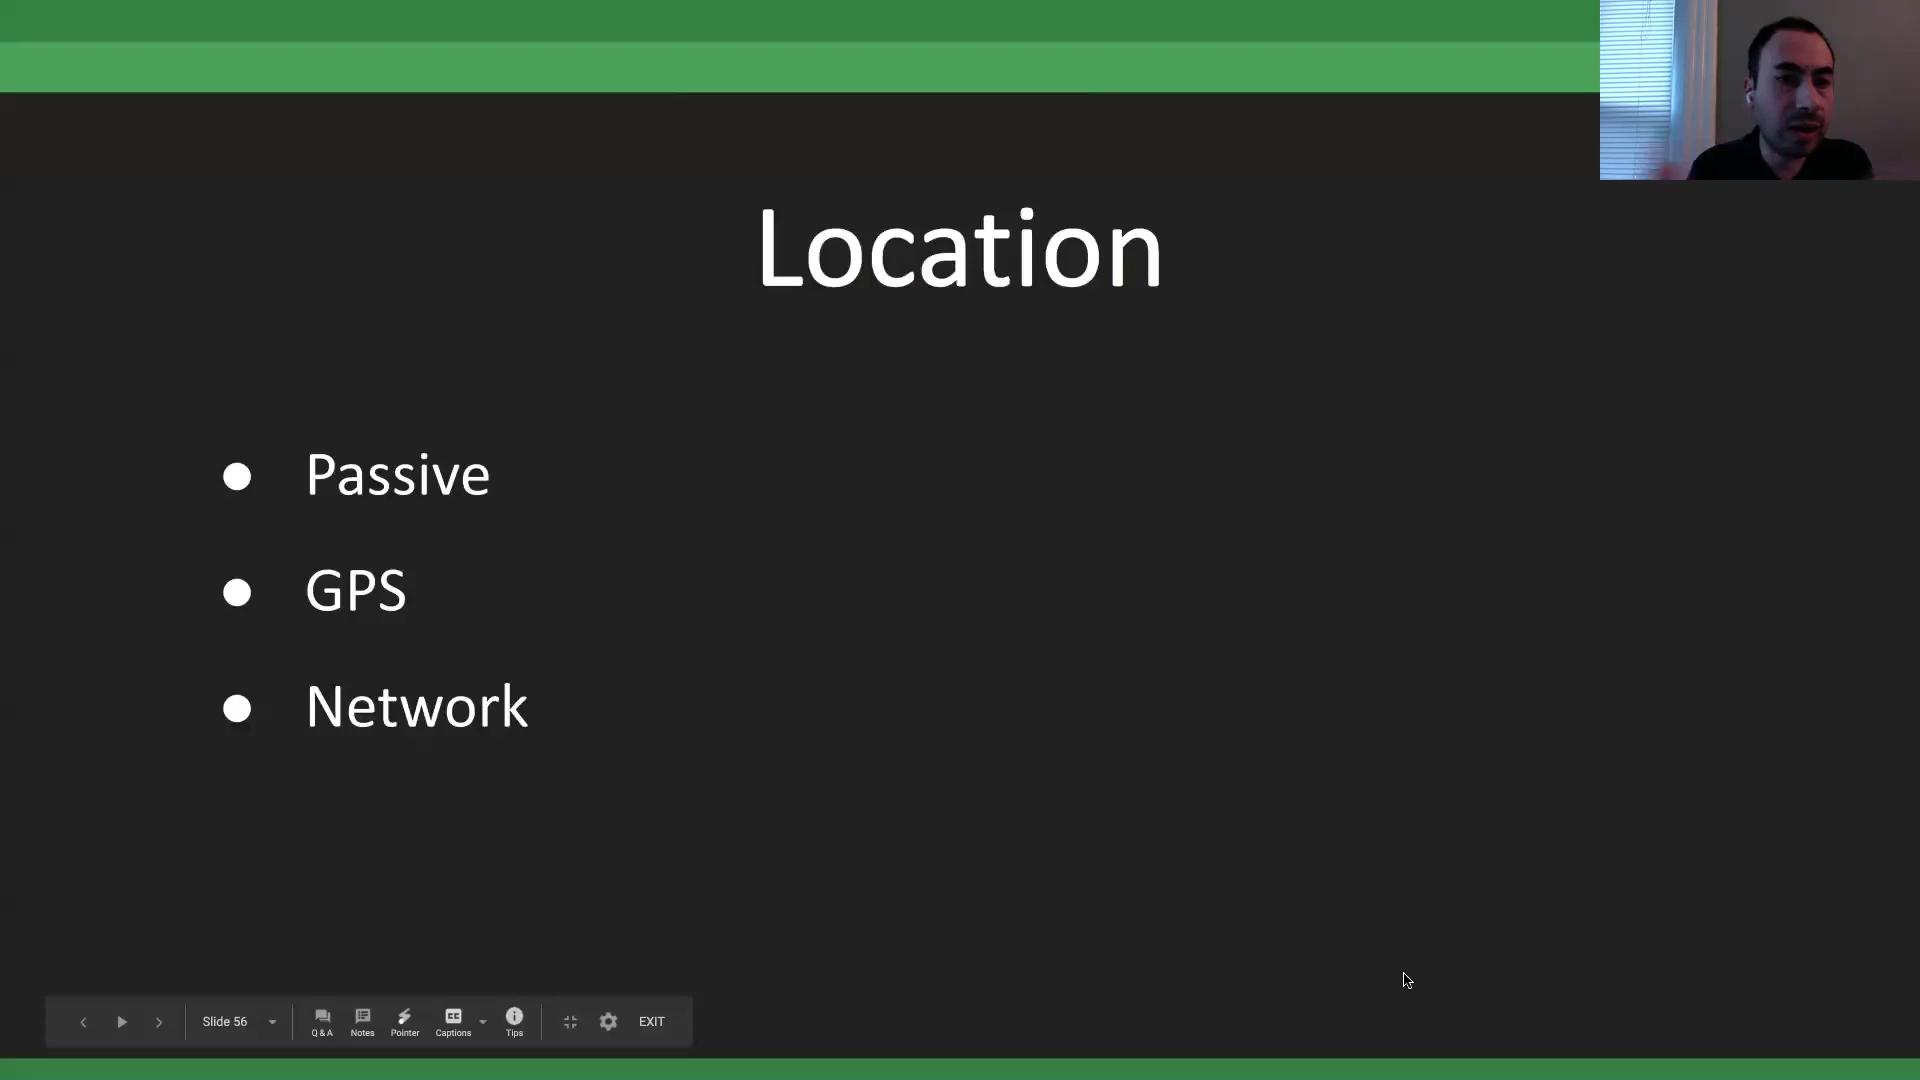 Location
● Passive
● GPS
● Network
Slide 56
Q & A
Notes
Pointer
Captions
Tips
EXIT